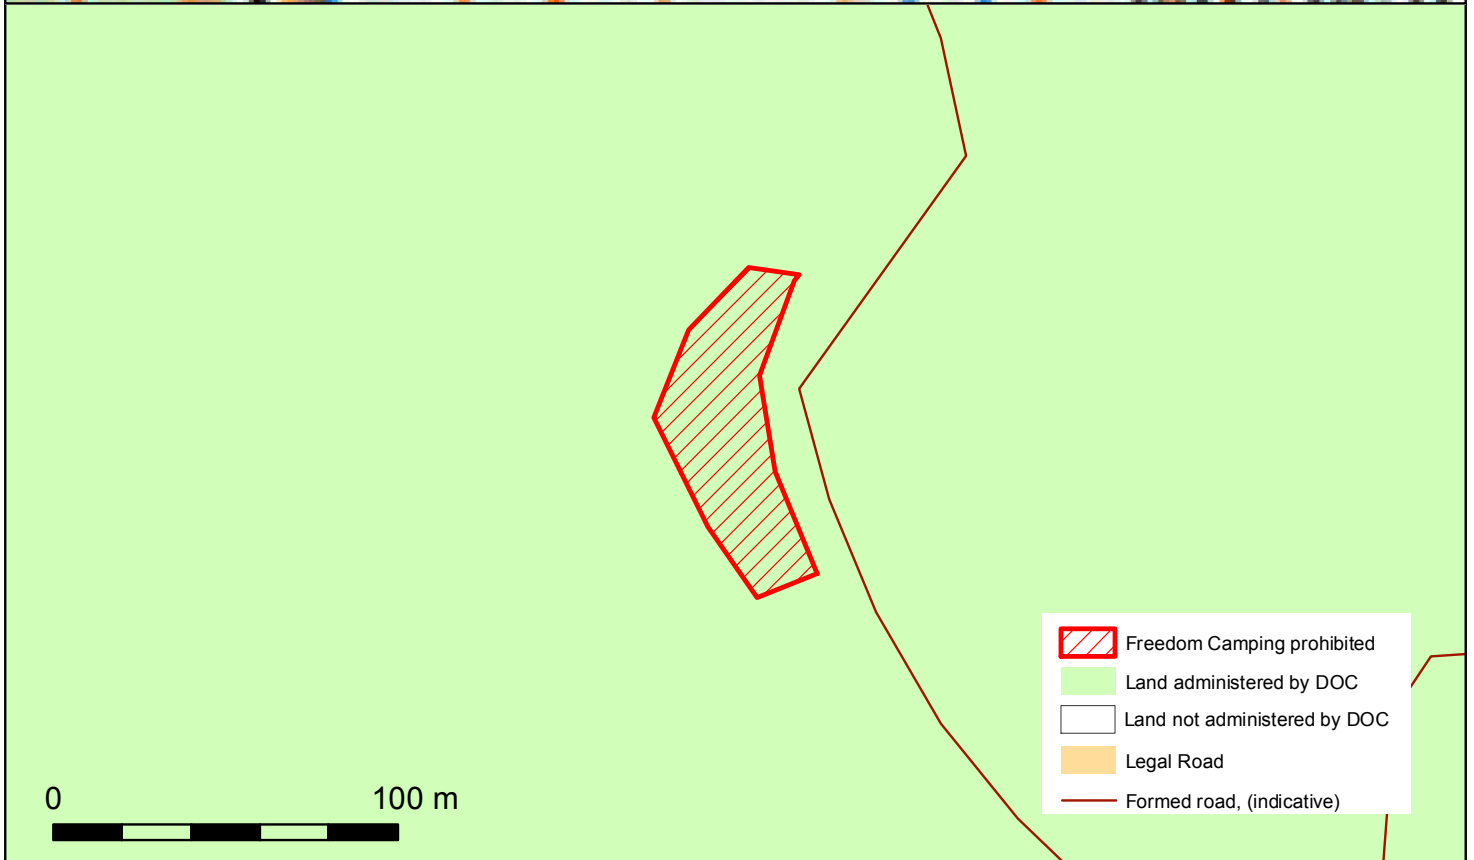 Freedom Camping prohibited
Land administered by DOC
Land not administered by DOC
Legal Road
Formed road, (indicative)
0 100 m